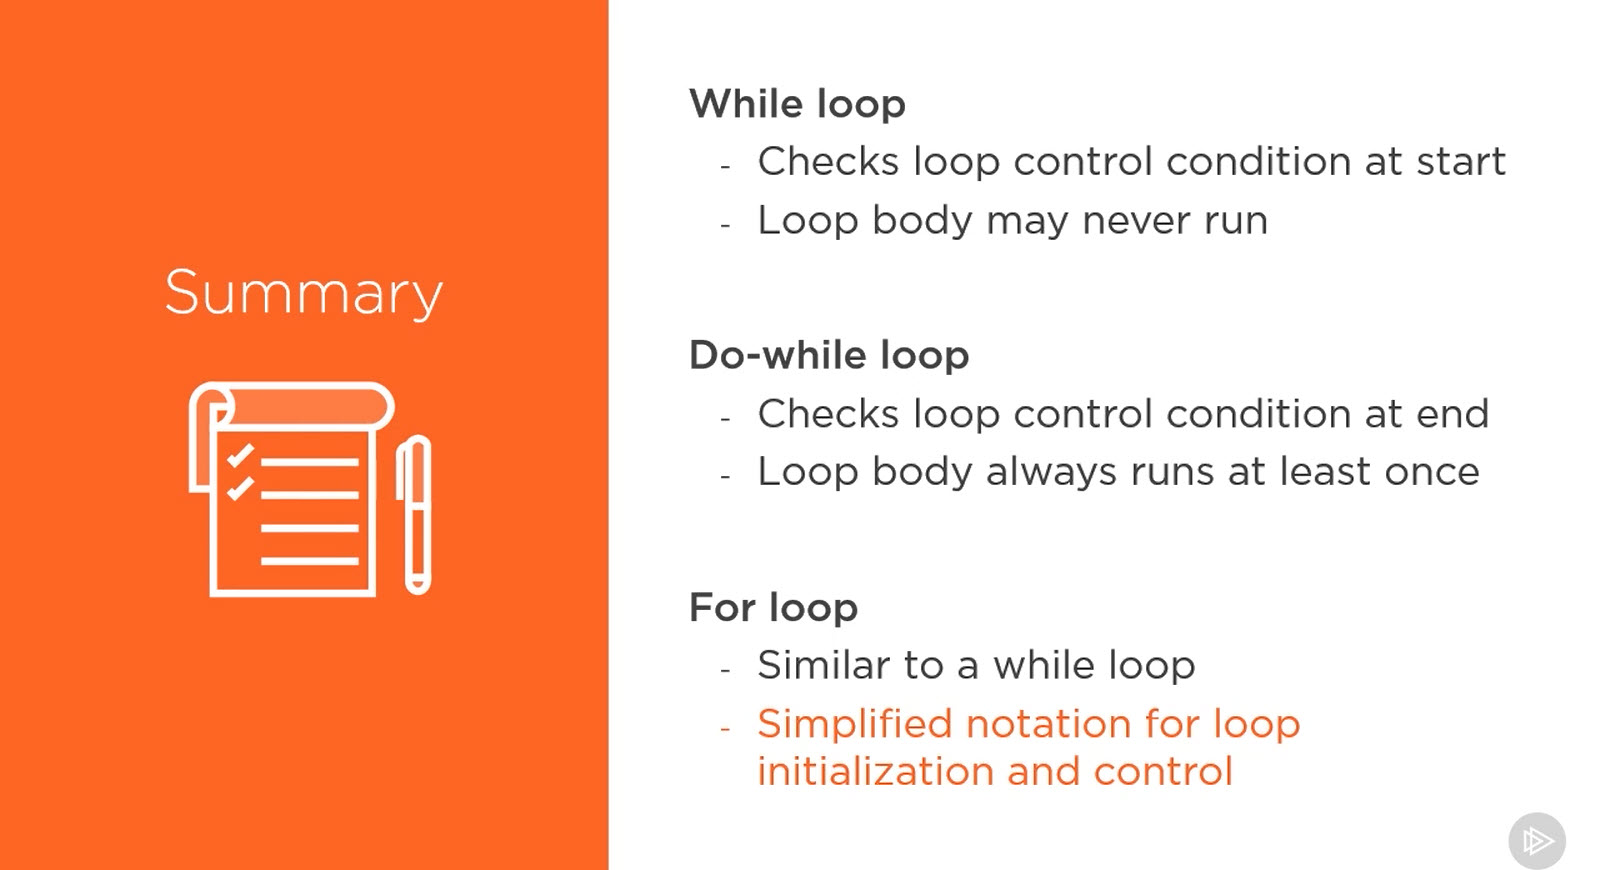 Summary
While loop
- Checks loop control condition at start
- Loop body may never run
Do-while loop
- Checks loop control condition at end
- Loop body always runs at least once
For loop
- Similar to a while loop
- Simplified notation for loop
initialization and control